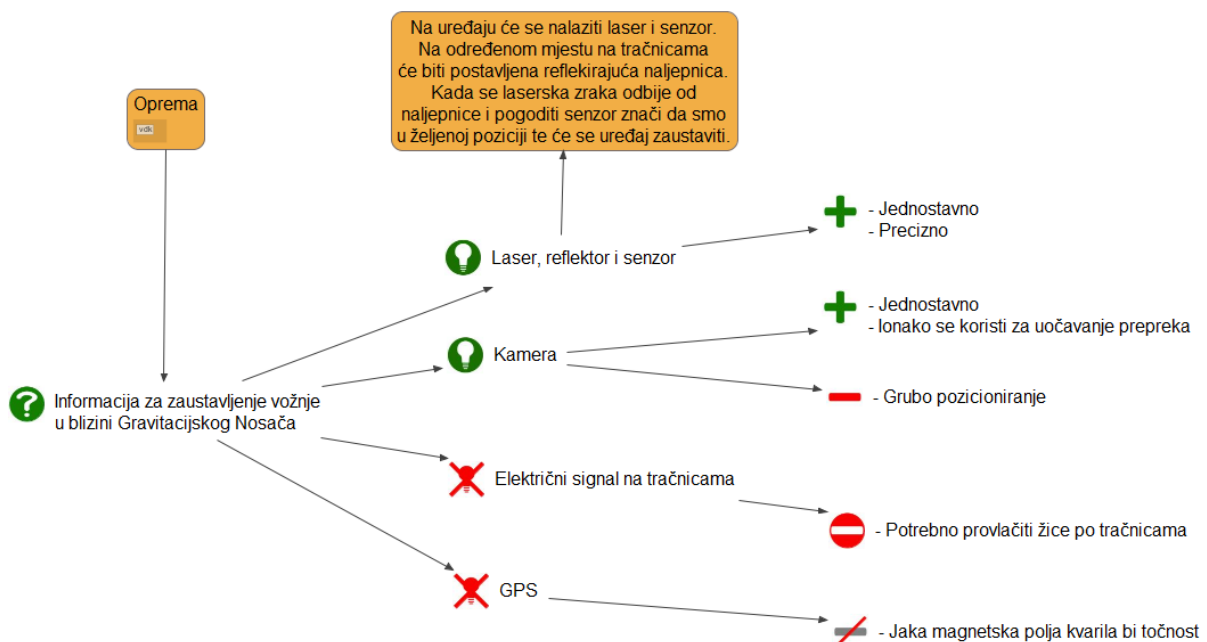 Na uređaju će se nalaziti laser i senzor.
Na određenom mjestu na tračnicama
će biti postavljena reflekirajuća naljepnica.
Kada se laserska zraka odbije od
naljepnice i pogoditi senzor znači da smo
u željenoj poziciji te će se uređaj zaustaviti.
Oprema
vdk
- Jednostavno
- Precizno
Laser, reflektor i senzor
- Jednostavno
- Ionako se koristi za uočavanje prepreka
Kamera
- Grubo pozicioniranje
Informacija za zaustavljenje vožnje
u blizini Gravitacijskog Nosača
Električni signal na tračnicama
- Potrebno provlačiti žice po tračnicama
GPS
- Jaka magnetska polja kvarila bi točnost